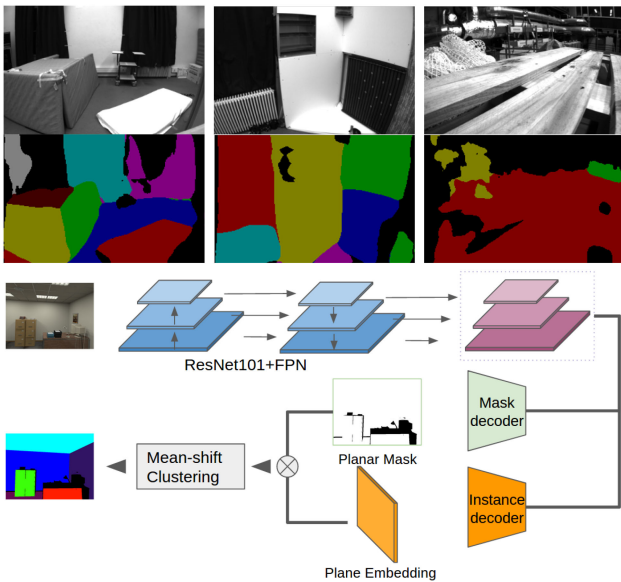 ResNet101+FPN
Mask
decoder
Planar Mask
Mean-shift
Clustering
Instance
decoder
Plane Embedding